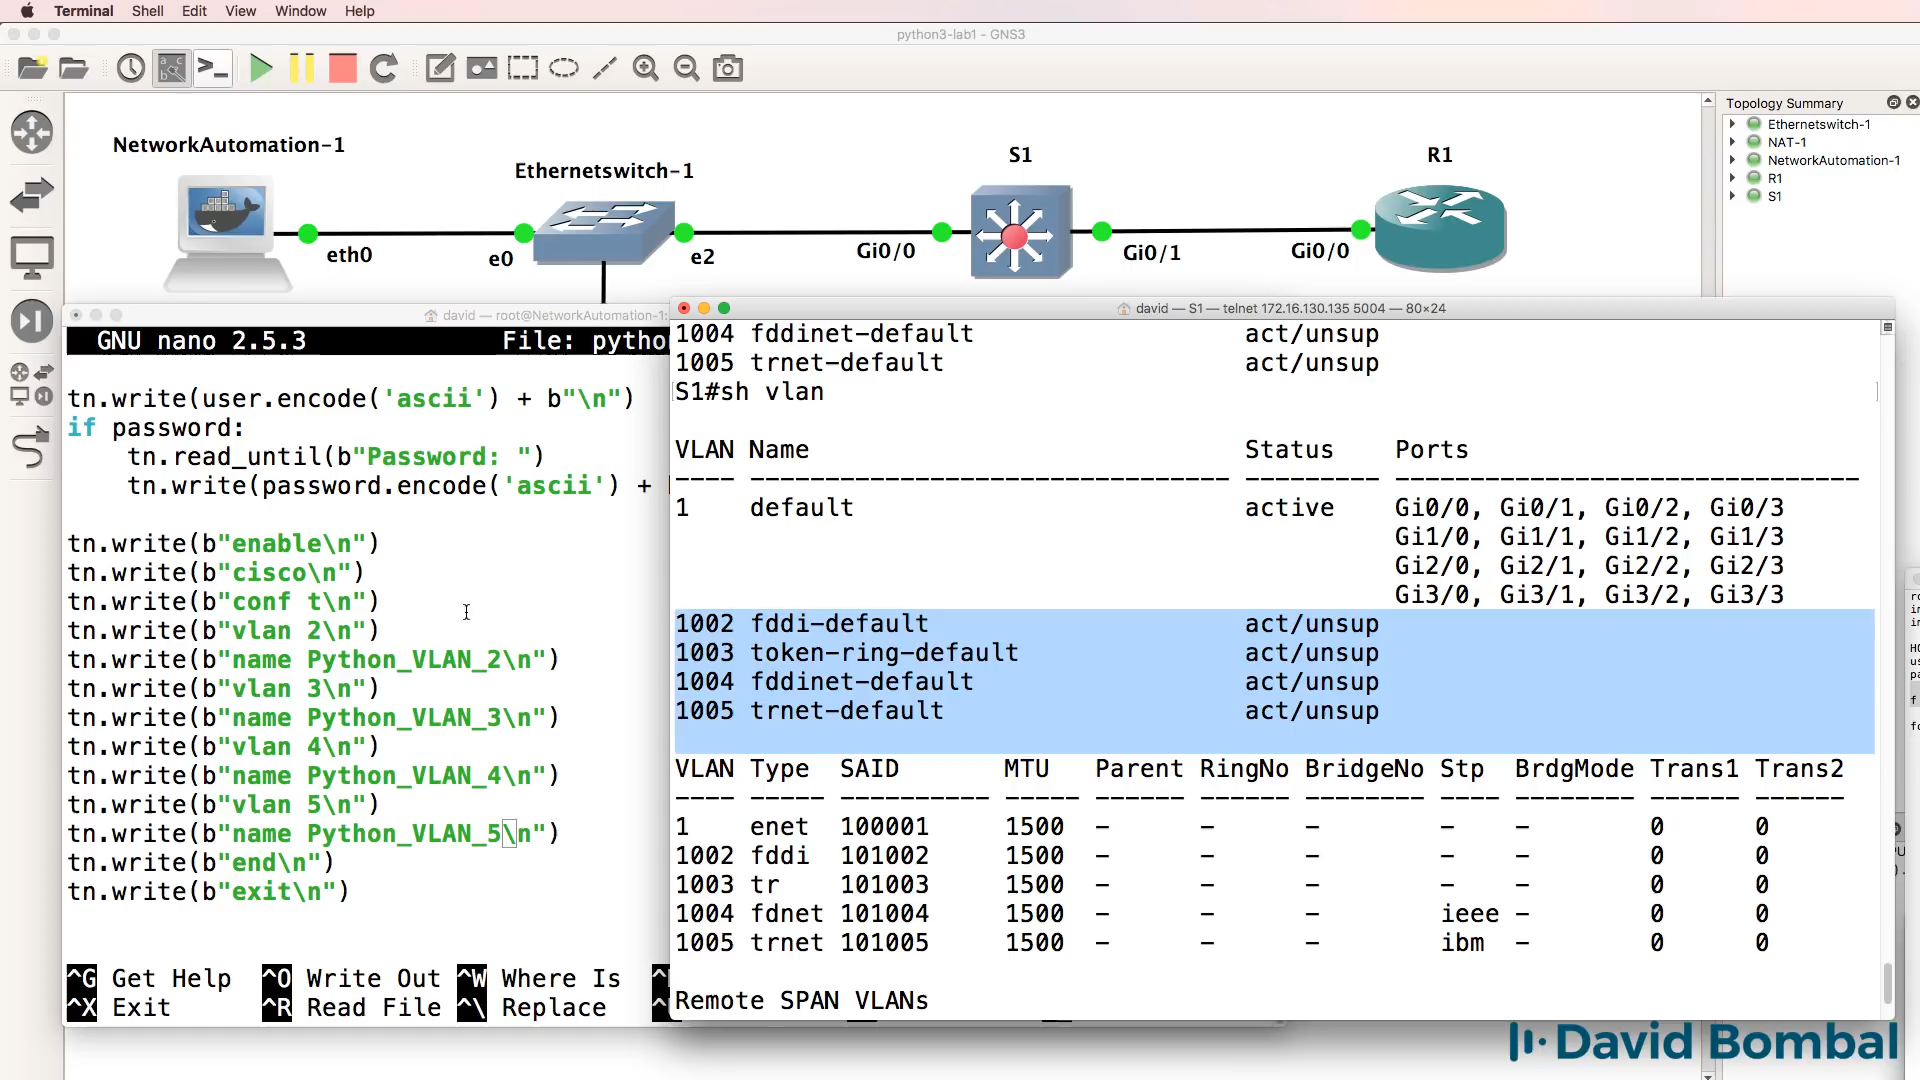 Terminal Shell Edit View Window Help
python3-lab1 - GNS3
Topology Summary
Ethernetswitch-1
NAT-1
NetworkAutomation-1
R1
S1
NetworkAutomation-1
Ethernetswitch-1
S1
R1
eth0
e0
e2
Gi0/0
Gi0/1
Gi0/0
david — root@NetworkAutomation-1:
GNU nano 2.5.3 File: pytho
tn.write(user.encode('ascii') + b"\n")
if password:
tn.read_until(b"Password: ")
tn.write(password.encode('ascii') +
tn.write(b"enable\n")
tn.write(b"cisco\n")
tn.write(b"conf t\n")
tn.write(b"vlan 2\n")
tn.write(b"name Python_VLAN_2\n")
tn.write(b"vlan 3\n")
tn.write(b"name Python_VLAN_3\n")
tn.write(b"vlan 4\n")
tn.write(b"name Python_VLAN_4\n")
tn.write(b"vlan 5\n")
tn.write(b"name Python_VLAN_5\n")
tn.write(b"end\n")
tn.write(b"exit\n")
^G Get Help ^O Write Out ^W Where Is
^X Exit ^R Read File ^\ Replace
david — S1 — telnet 172.16.130.135 5004 — 80×24
1004 fddinet-default act/unsup
1005 trnet-default act/unsup
S1#sh vlan
VLAN Name Status Ports
---- -------------------------------- --------- -------------------------------
1 default active Gi0/0, Gi0/1, Gi0/2, Gi0/3
Gi1/0, Gi1/1, Gi1/2, Gi1/3
Gi2/0, Gi2/1, Gi2/2, Gi2/3
Gi3/0, Gi3/1, Gi3/2, Gi3/3
1002 fddi-default act/unsup
1003 token-ring-default act/unsup
1004 fddinet-default act/unsup
1005 trnet-default act/unsup
VLAN Type SAID MTU Parent RingNo BridgeNo Stp BrdgMode Trans1 Trans2
---- ----- ---------- ----- ------ ------ -------- ---- -------- ------ ------
1 enet 100001 1500 - - - - - 0 0
1002 fddi 101002 1500 - - - - - 0 0
1003 tr 101003 1500 - - - - - 0 0
1004 fdnet 101004 1500 - - - ieee - 0 0
1005 trnet 101005 1500 - - - ibm - 0 0
Remote SPAN VLANs
David Bombal